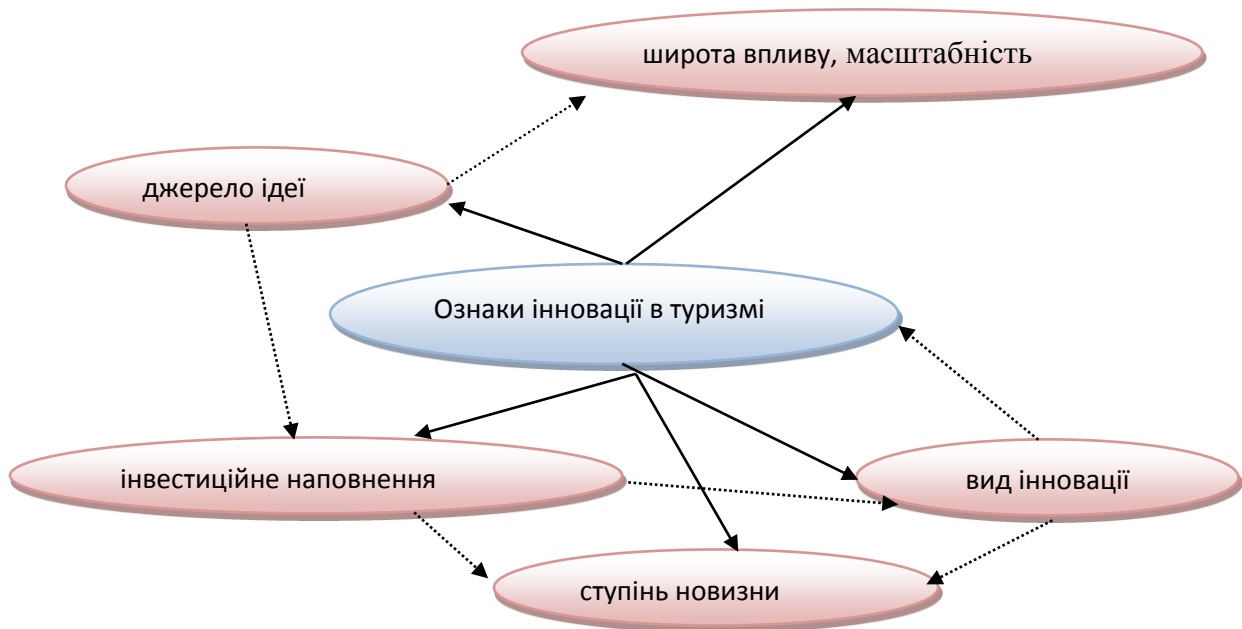 широта впливу, масштабність
джерело ідеї
Ознаки інновації в туризмі
інвестиційне наповнення
вид інновації
ступінь новизни